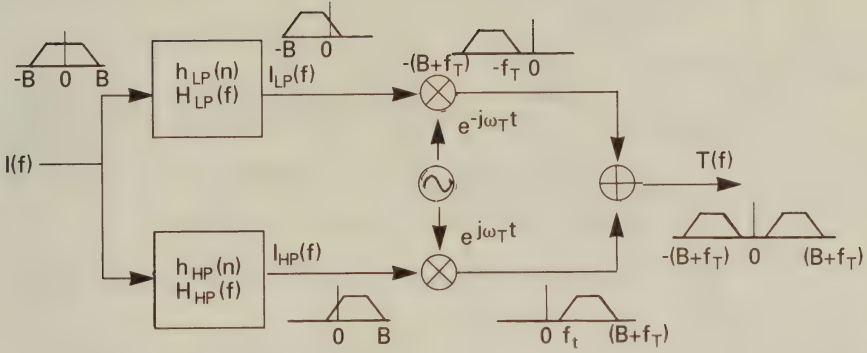 -B 0 B
h_LP(n)
H_LP(f)
-B 0
I_LP(f)
-(B+f_T) -f_T 0
e^-jω_T t
I(f)
T(f)
-(B+f_T) 0 (B+f_T)
e^jω_T t
h_HP(n)
H_HP(f)
I_HP(f)
0 B
0 f_t (B+f_T)